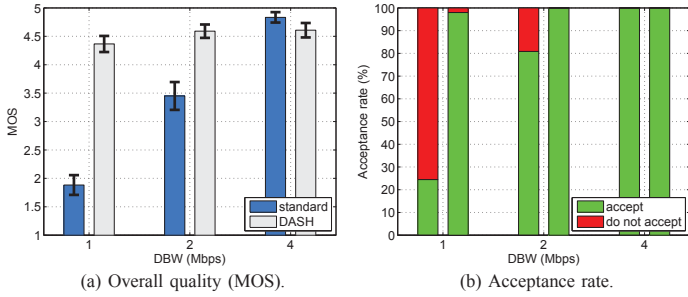 5
4.5
4
3.5
3
2.5
2
1.5
1
MOS
1
2
4
DBW (Mbps)
standard
DASH
(a) Overall quality (MOS).
100
90
80
70
60
50
40
30
20
10
0
Acceptance rate (%)
1
2
4
DBW (Mbps)
accept
do not accept
(b) Acceptance rate.